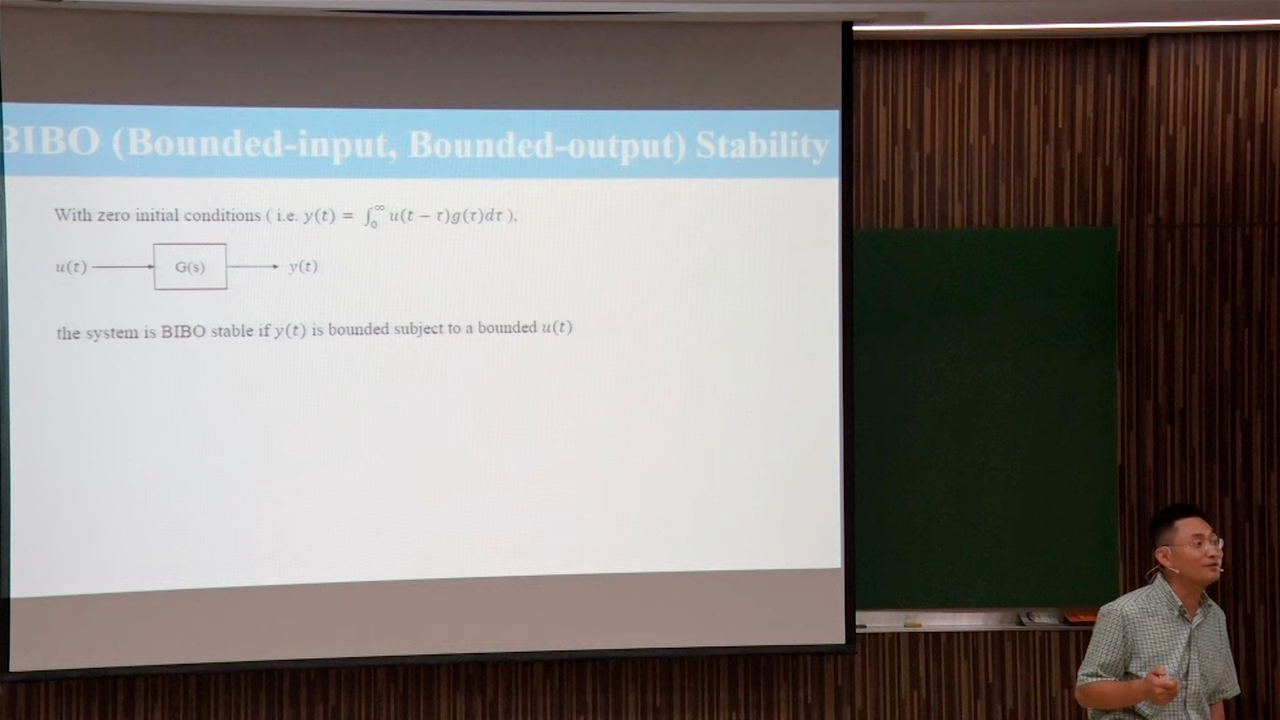 BIBO (Bounded-input, Bounded-output) Stability
With zero initial conditions ( i.e. y(t) = ∫₀^∞ u(t − τ)g(τ)dτ ).
u(t) G(s) y(t)
the system is BIBO stable if y(t) is bounded subject to a bounded u(t)